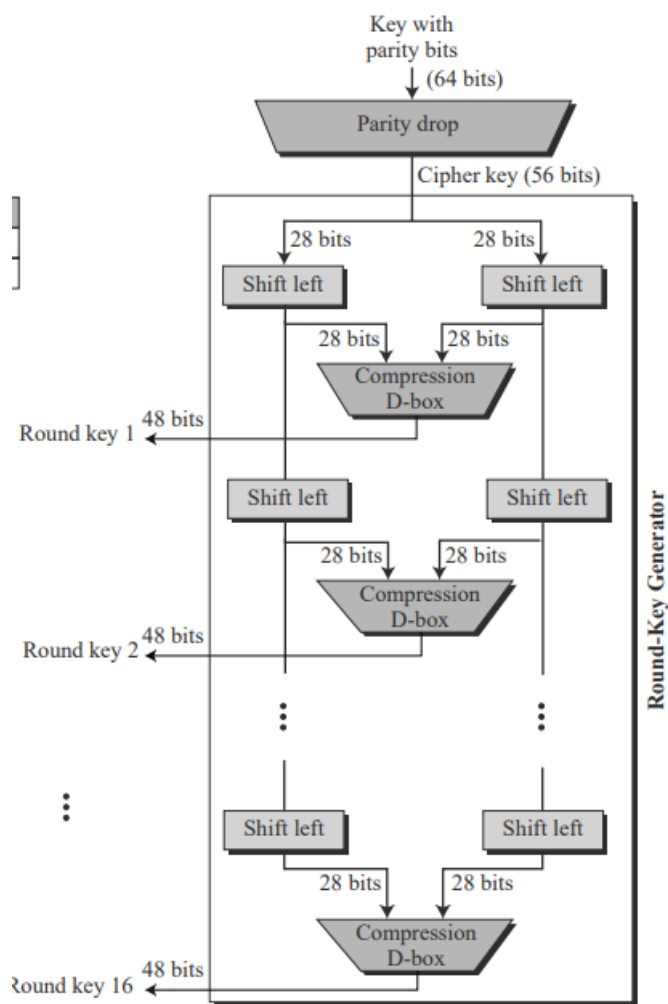 Key with
parity bits
(64 bits)
Parity drop
Cipher key (56 bits)
28 bits 28 bits
Shift left Shift left
28 bits 28 bits
Compression
D-box
48 bits
Round key 1
Shift left Shift left
28 bits 28 bits
Compression
D-box
48 bits
Round key 2
Round-Key Generator
Shift left Shift left
28 bits 28 bits
Compression
D-box
48 bits
Round key 16